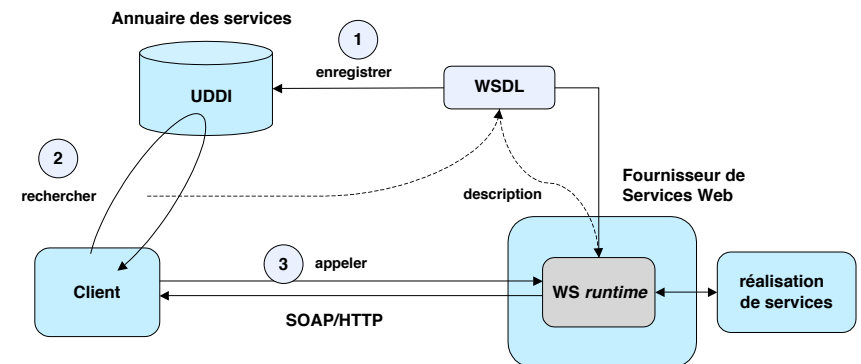 Annuaire des services
1
enregistrer
UDDI
WSDL
2
rechercher
description
Fournisseur de
Services Web
3
appeler
Client
WS runtime
réalisation
de services
SOAP/HTTP